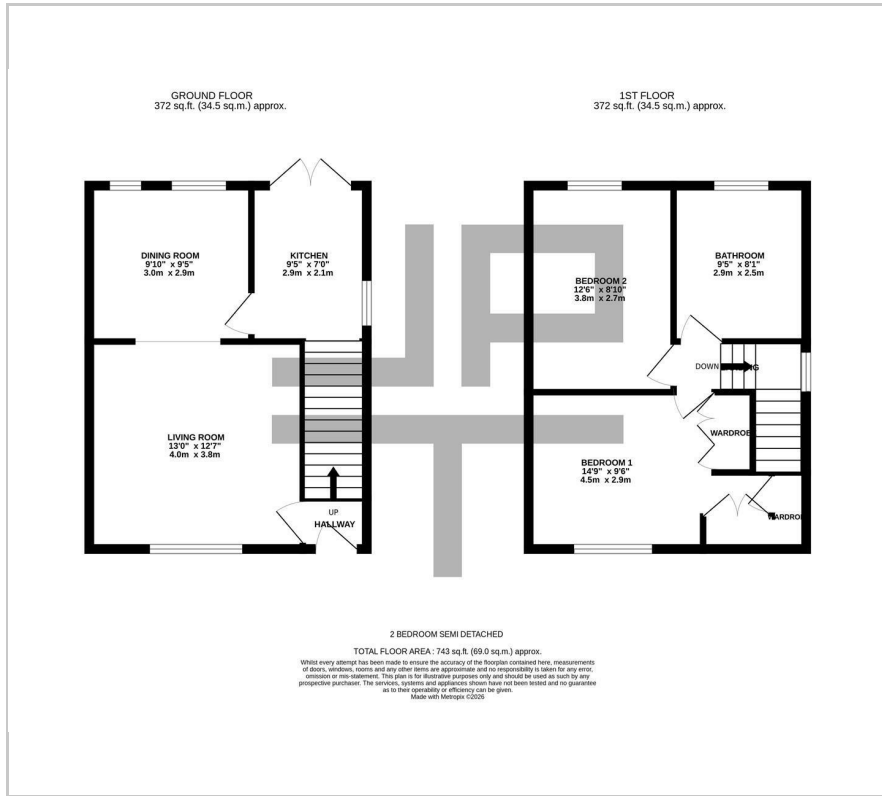 GROUND FLOOR
372 sq.ft. (34.5 sq.m.) approx.
1ST FLOOR
372 sq.ft. (34.5 sq.m.) approx.
DINING ROOM
9'10" x 9'5"
3.0m x 2.9m
KITCHEN
9'5" x 7'0"
2.9m x 2.1m
LIVING ROOM
13'0" x 12'7"
4.0m x 3.8m
UP
HALLWAY
BEDROOM 2
12'6" x 8'10"
3.8m x 2.7m
BATHROOM
9'5" x 8'1"
2.9m x 2.5m
DOWN
BEDROOM 1
14'9" x 9'6"
4.5m x 2.9m
WARDROBE
2 BEDROOM SEMI DETACHED
TOTAL FLOOR AREA : 743 sq.ft. (69.0 sq.m.) approx.
Whilst every attempt has been made to ensure the accuracy of the floorplan contained here, measurements
of doors, windows, rooms and any other items are approximate and no responsibility is taken for any error,
omission or mis-statement. This plan is for illustrative purposes only and should be used as such by any
prospective purchaser. The services, systems and appliances shown have not been tested and no guarantee
as to their operability or efficiency can be given.
Made with Metropix ©2026